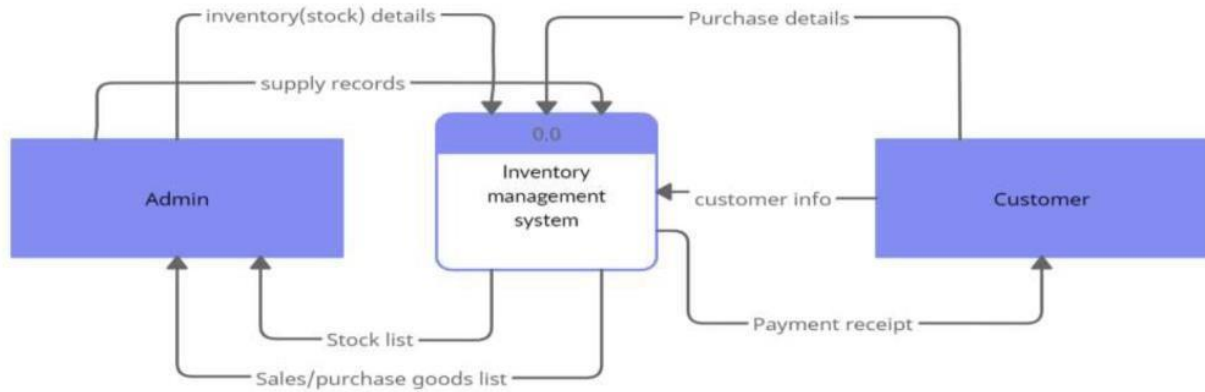 inventory(stock) details
Purchase details
supply records
0.0
Inventory
management
system
Admin
customer info
Customer
Stock list
Payment receipt
Sales/purchase goods list